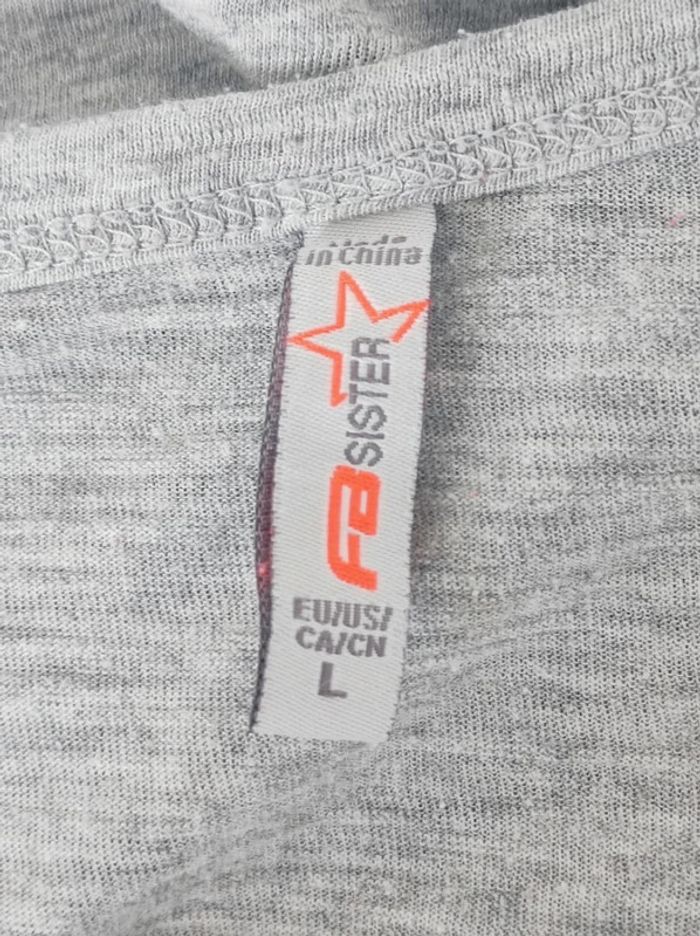 Made
in China
FB SISTER
EU/US/
CA/CN
L